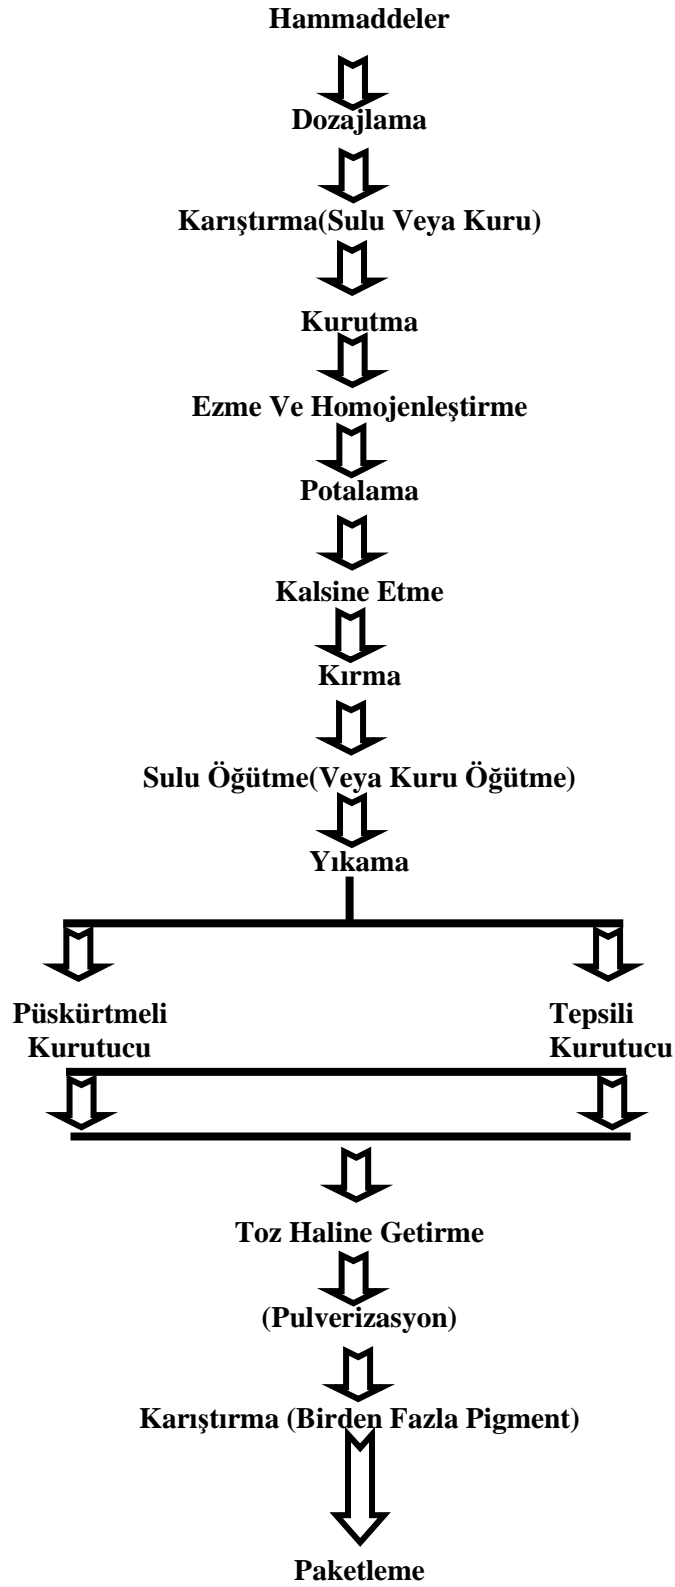 Hammaddeler
Dozajlama
Karıştırma(Sulu Veya Kuru)
Kurutma
Ezme Ve Homojenleştirme
Potalama
Kalsine Etme
Kırma
Sulu Öğütme(Veya Kuru Öğütme)
Yıkama
Püskürtmeli
Kurutucu
Tepsili
Kurutucu
Toz Haline Getirme
(Pulverizasyon)
Karıştırma (Birden Fazla Pigment)
Paketleme